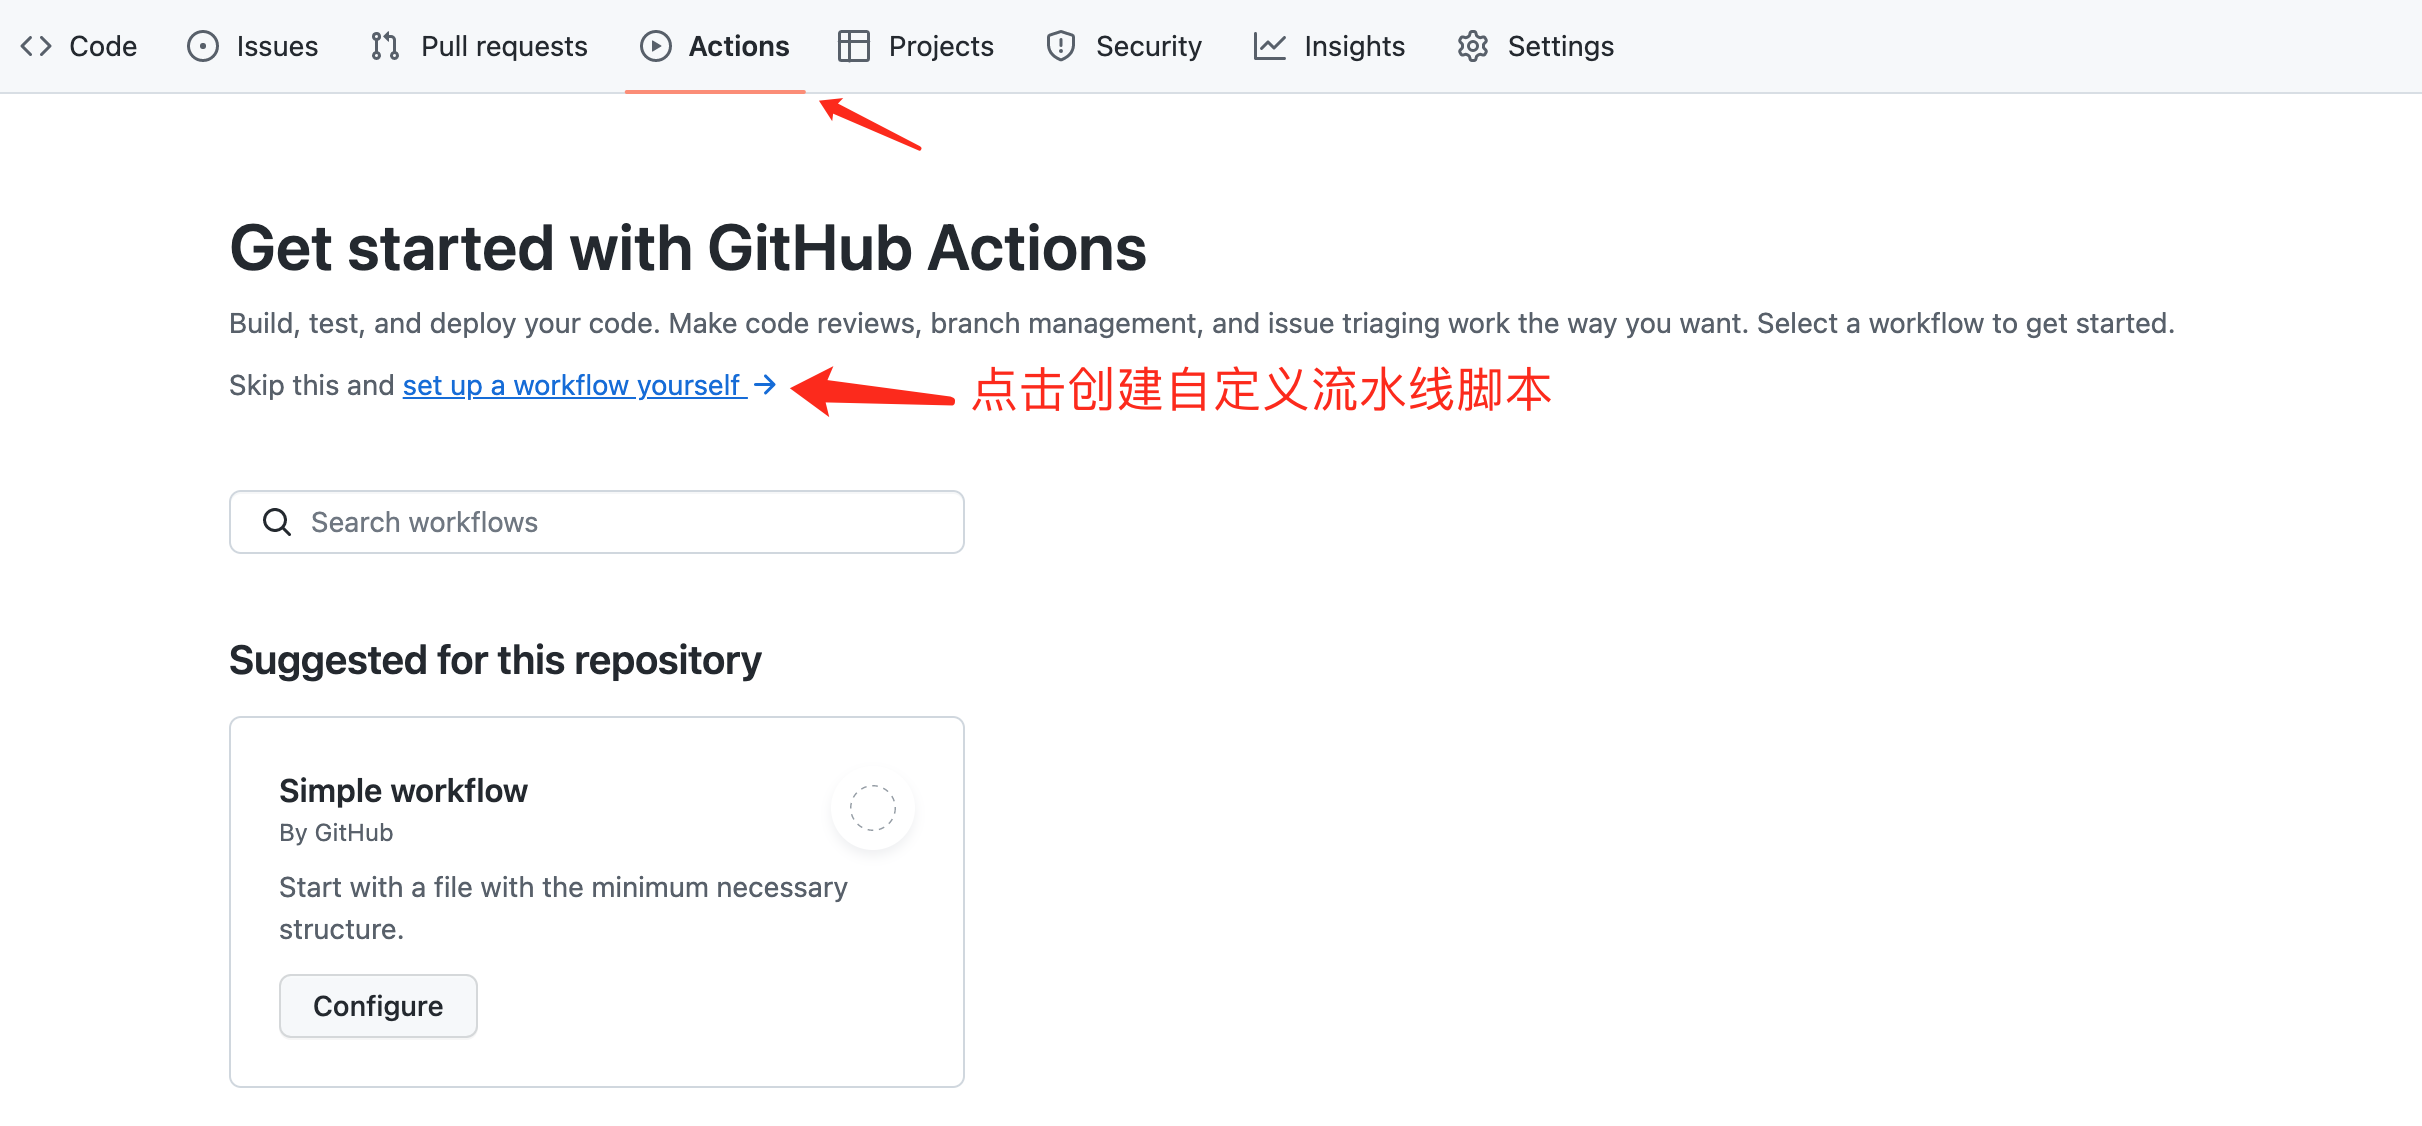 Code Issues Pull requests Actions Projects Security Insights Settings
Get started with GitHub Actions
Build, test, and deploy your code. Make code reviews, branch management, and issue triaging work the way you want. Select a workflow to get started.
Skip this and set up a workflow yourself → 点击创建自定义流水线脚本
Search workflows
Suggested for this repository
Simple workflow
By GitHub
Start with a file with the minimum necessary
structure.
Configure